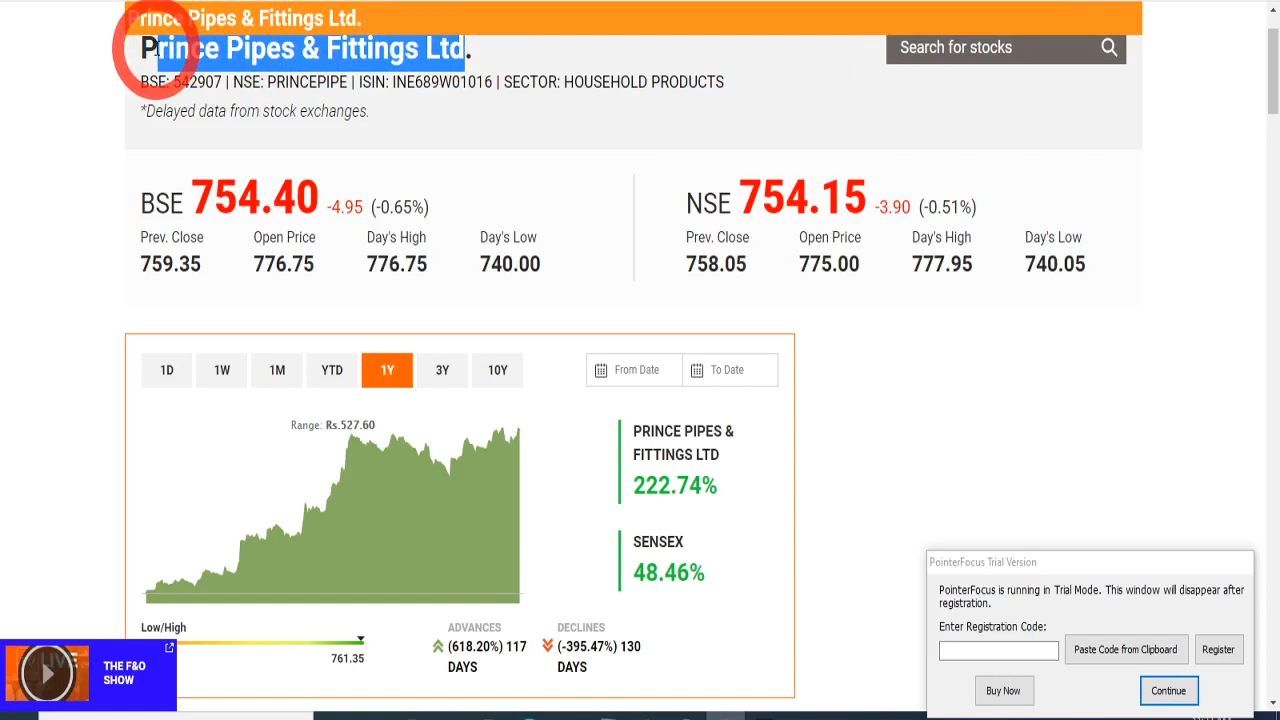 Prince Pipes & Fittings Ltd.
Prince Pipes & Fittings Ltd.
Search for stocks
BSE: 542907 | NSE: PRINCEPIPE | ISIN: INE689W01016 | SECTOR: HOUSEHOLD PRODUCTS
*Delayed data from stock exchanges.
BSE 754.40 -4.95 (-0.65%)
Prev. Close Open Price Day's High Day's Low
759.35 776.75 776.75 740.00
NSE 754.15 -3.90 (-0.51%)
Prev. Close Open Price Day's High Day's Low
758.05 775.00 777.95 740.05
1D 1W 1M YTD 1Y 3Y 10Y
From Date To Date
Range: Rs.527.60
PRINCE PIPES &
FITTINGS LTD
222.74%
SENSEX
48.46%
Low/High
761.35
ADVANCES
(618.20%) 117
DAYS
DECLINES
(-395.47%) 130
DAYS
LIVE
THE F&O
SHOW
PointerFocus Trial Version
PointerFocus is running in Trial Mode. This window will disappear after
registration.
Enter Registration Code:
Paste Code from Clipboard
Register
Buy Now
Continue